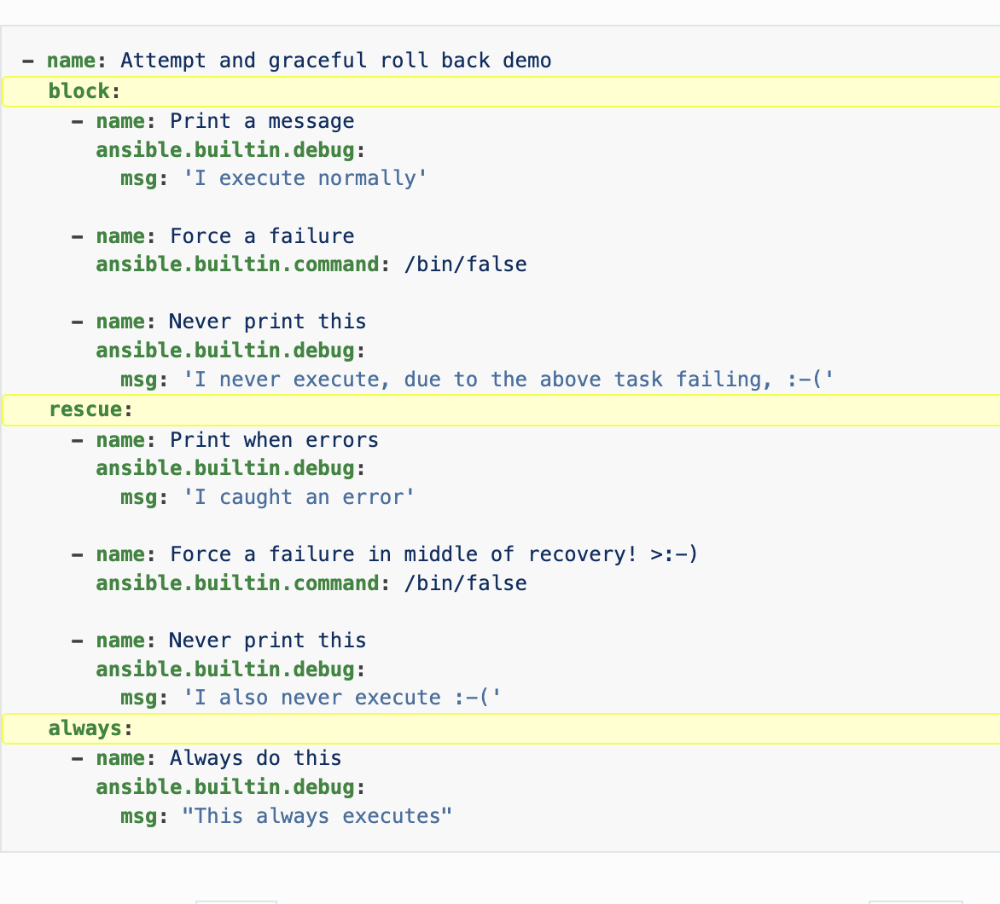 - name: Attempt and graceful roll back demo
  block:
    - name: Print a message
      ansible.builtin.debug:
        msg: 'I execute normally'

    - name: Force a failure
      ansible.builtin.command: /bin/false

    - name: Never print this
      ansible.builtin.debug:
        msg: 'I never execute, due to the above task failing, :-('
  rescue:
    - name: Print when errors
      ansible.builtin.debug:
        msg: 'I caught an error'

    - name: Force a failure in middle of recovery! >:-)
      ansible.builtin.command: /bin/false

    - name: Never print this
      ansible.builtin.debug:
        msg: 'I also never execute :-('
  always:
    - name: Always do this
      ansible.builtin.debug:
        msg: "This always executes"